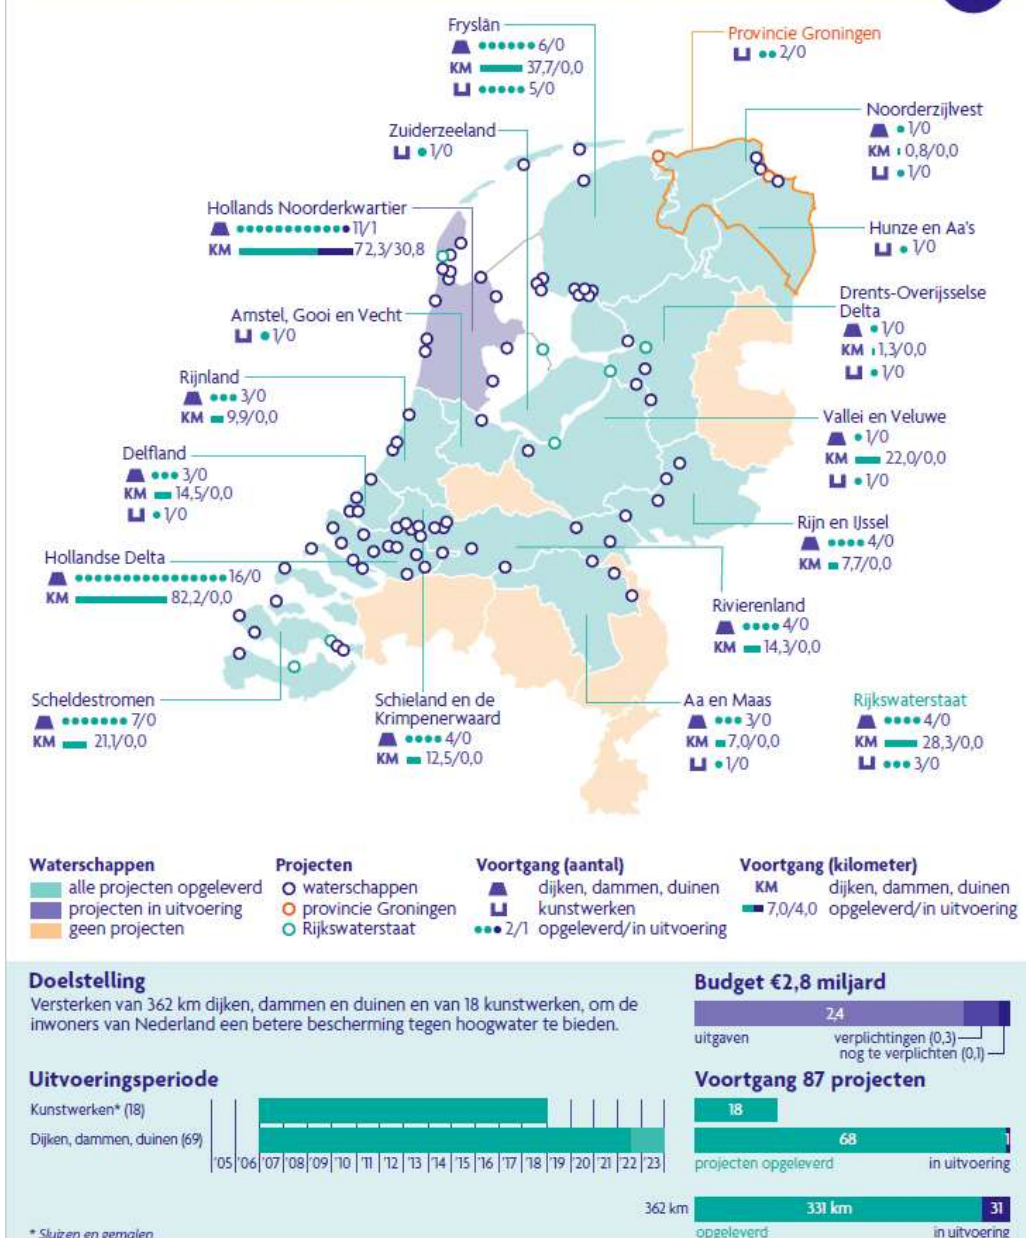 Fryslân
6/0
KM 37,7/0,0
5/0
Provincie Groningen
2/0
Noorderzijlvest
1/0
KM 0,8/0,0
1/0
Zuiderzeeland
1/0
Hollands Noorderkwartier
11/1
KM 72,3/30,8
Hunze en Aa's
1/0
Amstel, Gooi en Vecht
1/0
Drents-Overijsselse
Delta
1/0
KM 1,3/0,0
1/0
Rijnland
3/0
KM 9,9/0,0
Vallei en Veluwe
1/0
KM 22,0/0,0
1/0
Delfland
3/0
KM 14,5/0,0
1/0
Rijn en IJssel
4/0
KM 7,7/0,0
Hollandse Delta
16/0
KM 82,2/0,0
Rivierenland
4/0
KM 14,3/0,0
Scheldestromen
7/0
KM 21,1/0,0
Schieland en de
Krimpenerwaard
4/0
KM 12,5/0,0
Aa en Maas
3/0
KM 7,0/0,0
1/0
Rijkswaterstaat
4/0
KM 28,3/0,0
3/0
Waterschappen
alle projecten opgeleverd
projecten in uitvoering
geen projecten
Projecten
waterschappen
provincie Groningen
Rijkswaterstaat
Voortgang (aantal)
dijken, dammen, duinen
kunstwerken
2/1 opgeleverd/in uitvoering
Voortgang (kilometer)
KM dijken, dammen, duinen
7,0/4,0 opgeleverd/in uitvoering
Doelstelling
Versterken van 362 km dijken, dammen en duinen en van 18 kunstwerken, om de
inwoners van Nederland een betere bescherming tegen hoogwater te bieden.
Budget €2,8 miljard
2,4
uitgaven verplichtingen (0,3)
nog te verplichten (0,1)
Uitvoeringsperiode
Kunstwerken* (18)
Dijken, dammen, duinen (69)
'05 '06 '07 '08 '09 '10 '11 '12 '13 '14 '15 '16 '17 '18 '19 '20 '21 '22 '23
Voortgang 87 projecten
18
68 1
projecten opgeleverd in uitvoering
362 km 331 km 31
opgeleverd in uitvoering
* Sluizen en gemalen